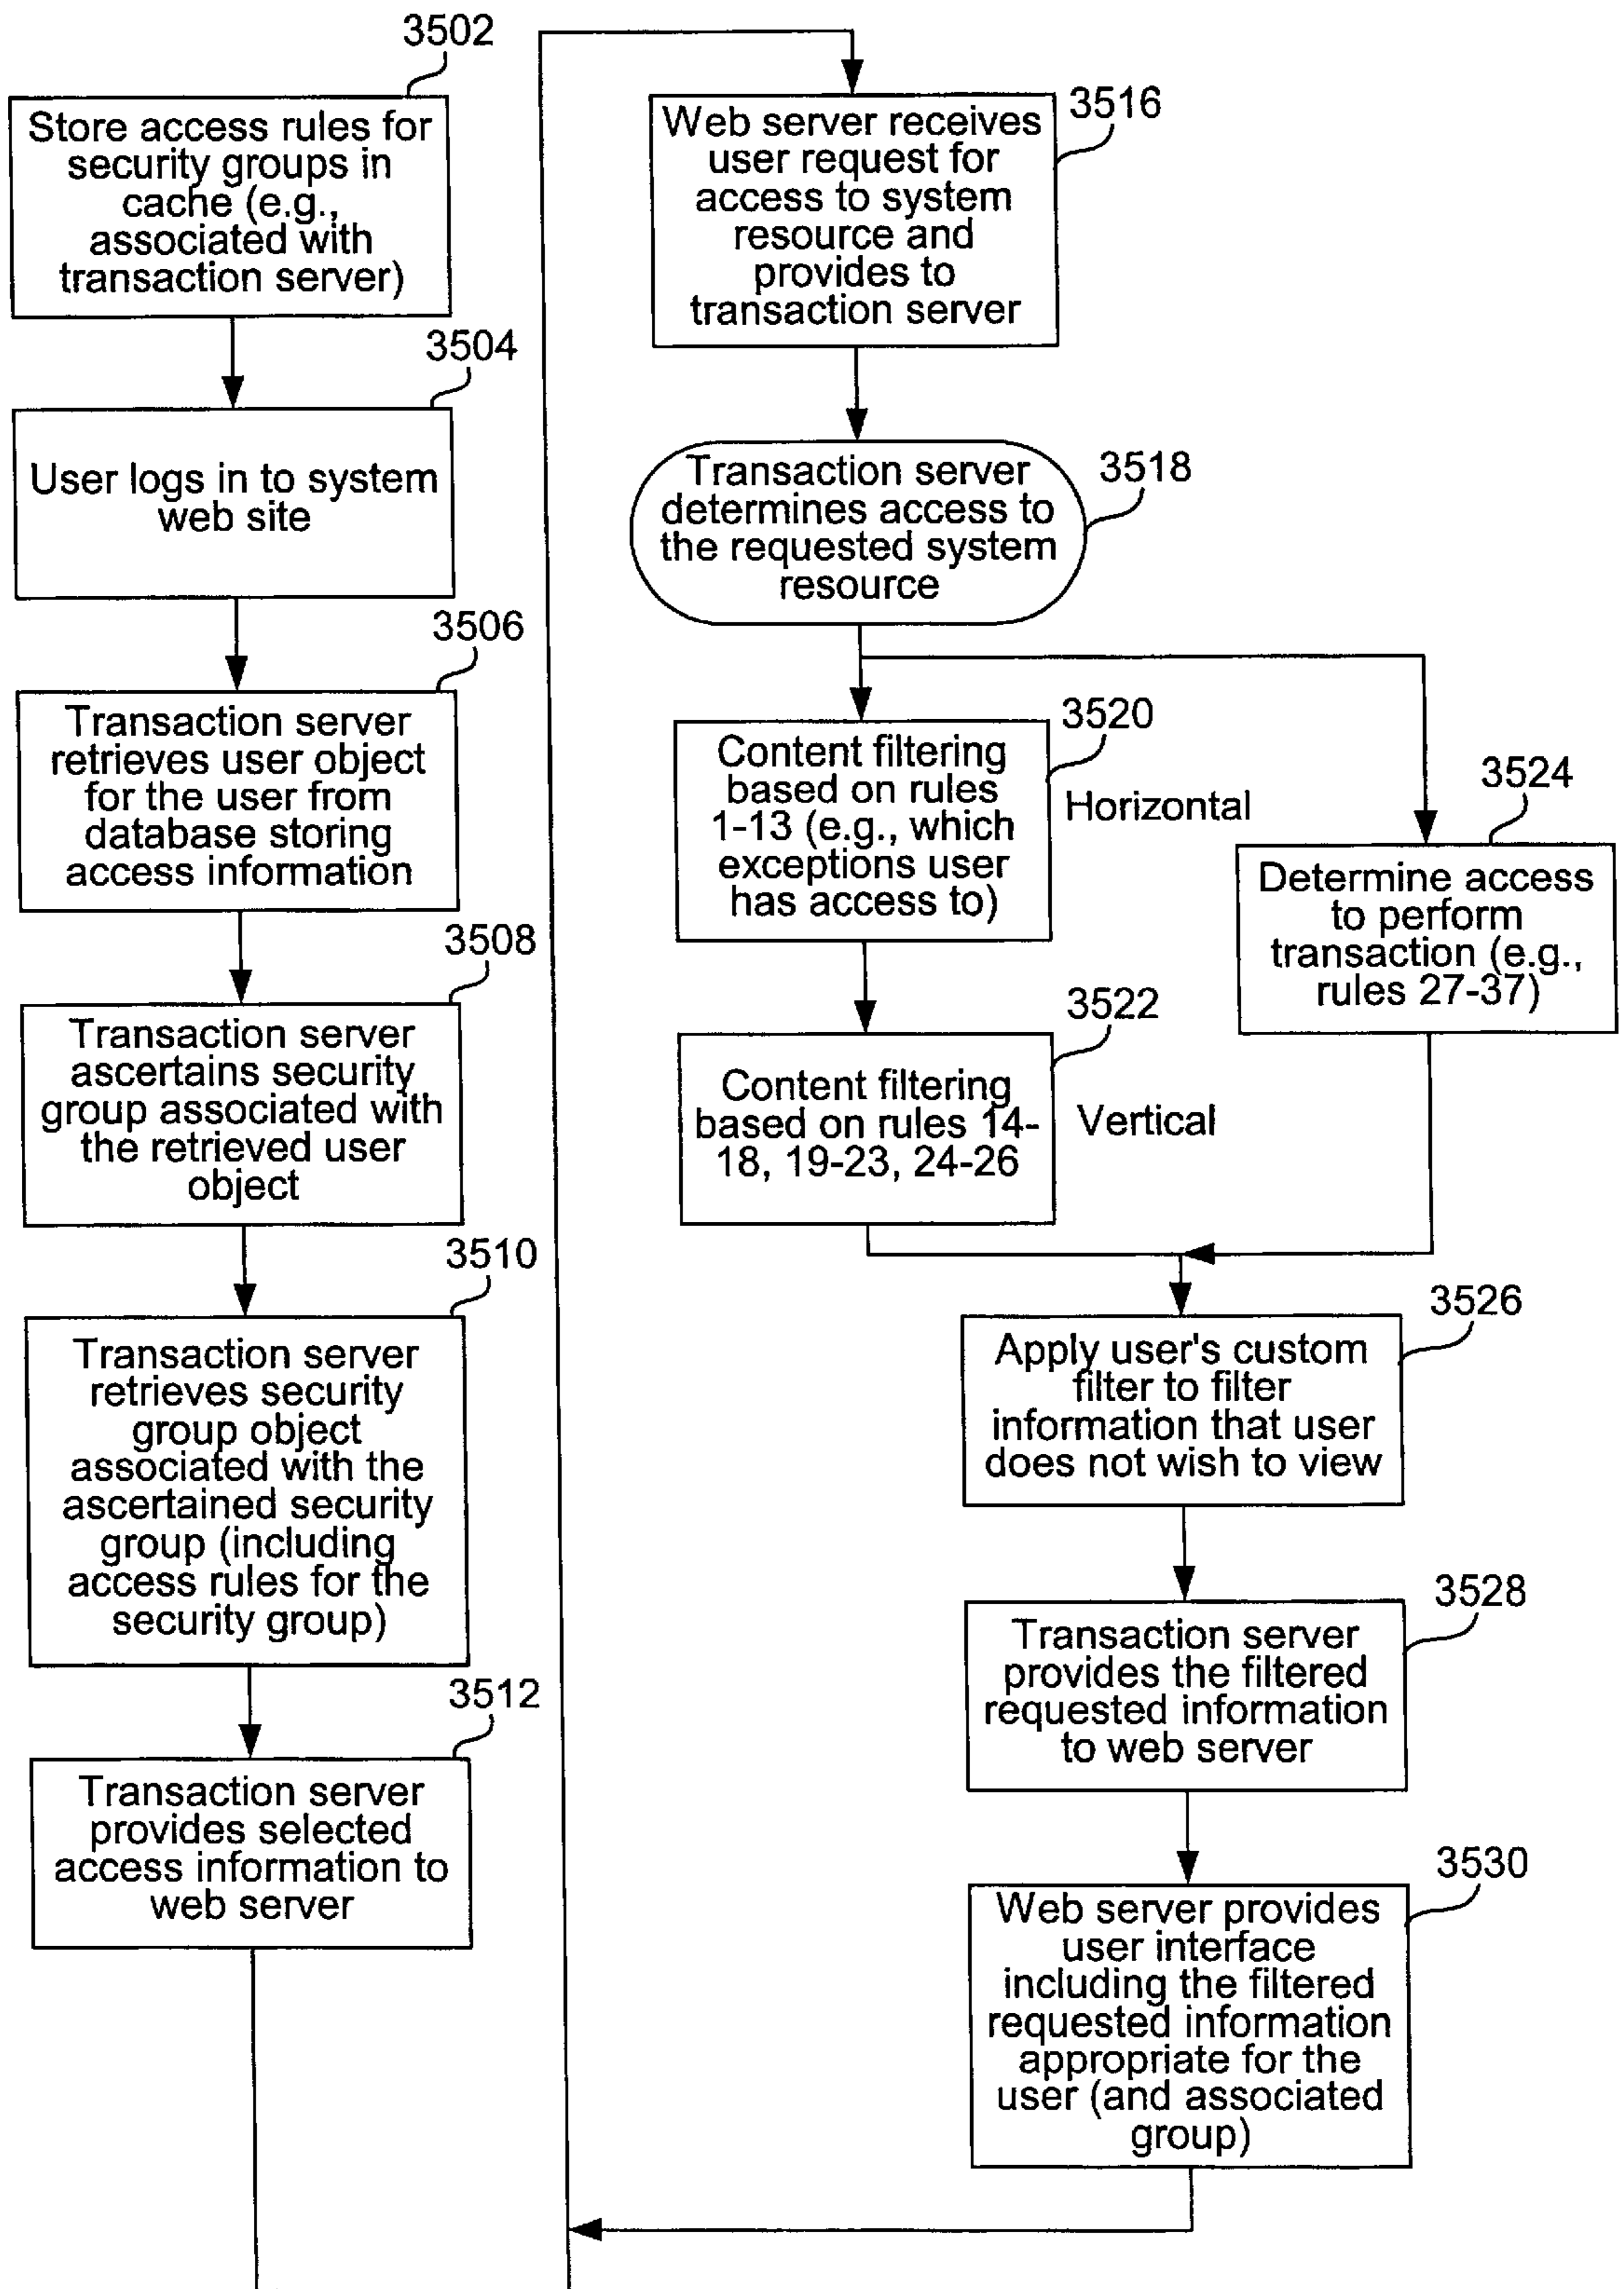 3502
Store access rules for
security groups in
cache (e.g.,
associated with
transaction server)
3504
User logs in to system
web site
3506
Transaction server
retrieves user object
for the user from
database storing
access information
3508
Transaction server
ascertains security
group associated with
the retrieved user
object
3510
Transaction server
retrieves security
group object
associated with the
ascertained security
group (including
access rules for the
security group)
3512
Transaction server
provides selected
access information to
web server
3516
Web server receives
user request for
access to system
resource and
provides to
transaction server
3518
Transaction server
determines access to
the requested system
resource
3520
Content filtering
based on rules
1-13 (e.g., which
exceptions user
has access to)
Horizontal
3522
Content filtering
based on rules 14-
18, 19-23, 24-26
Vertical
3524
Determine access
to perform
transaction (e.g.,
rules 27-37)
3526
Apply user's custom
filter to filter
information that user
does not wish to view
3528
Transaction server
provides the filtered
requested information
to web server
3530
Web server provides
user interface
including the filtered
requested information
appropriate for the
user (and associated
group)